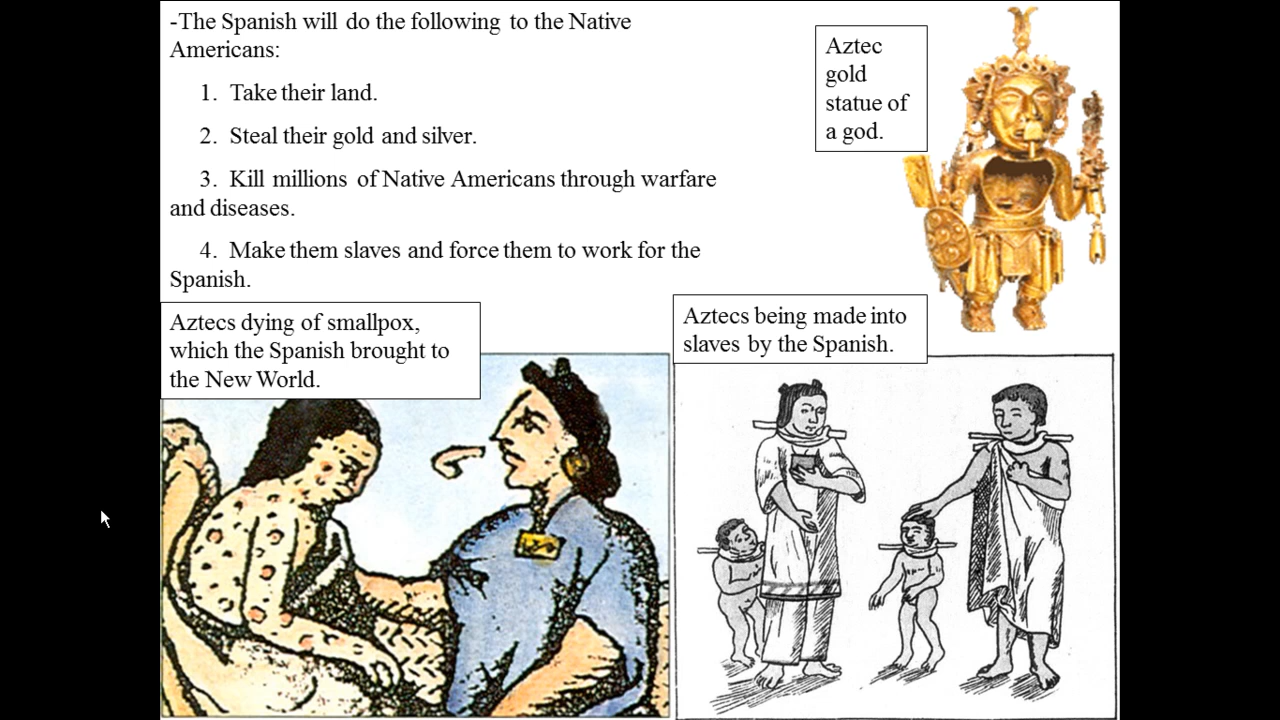 -The Spanish will do the following to the Native
Americans:
1. Take their land.
2. Steal their gold and silver.
3. Kill millions of Native Americans through warfare
and diseases.
4. Make them slaves and force them to work for the
Spanish.
Aztec
gold
statue of
a god.
Aztecs dying of smallpox,
which the Spanish brought to
the New World.
Aztecs being made into
slaves by the Spanish.